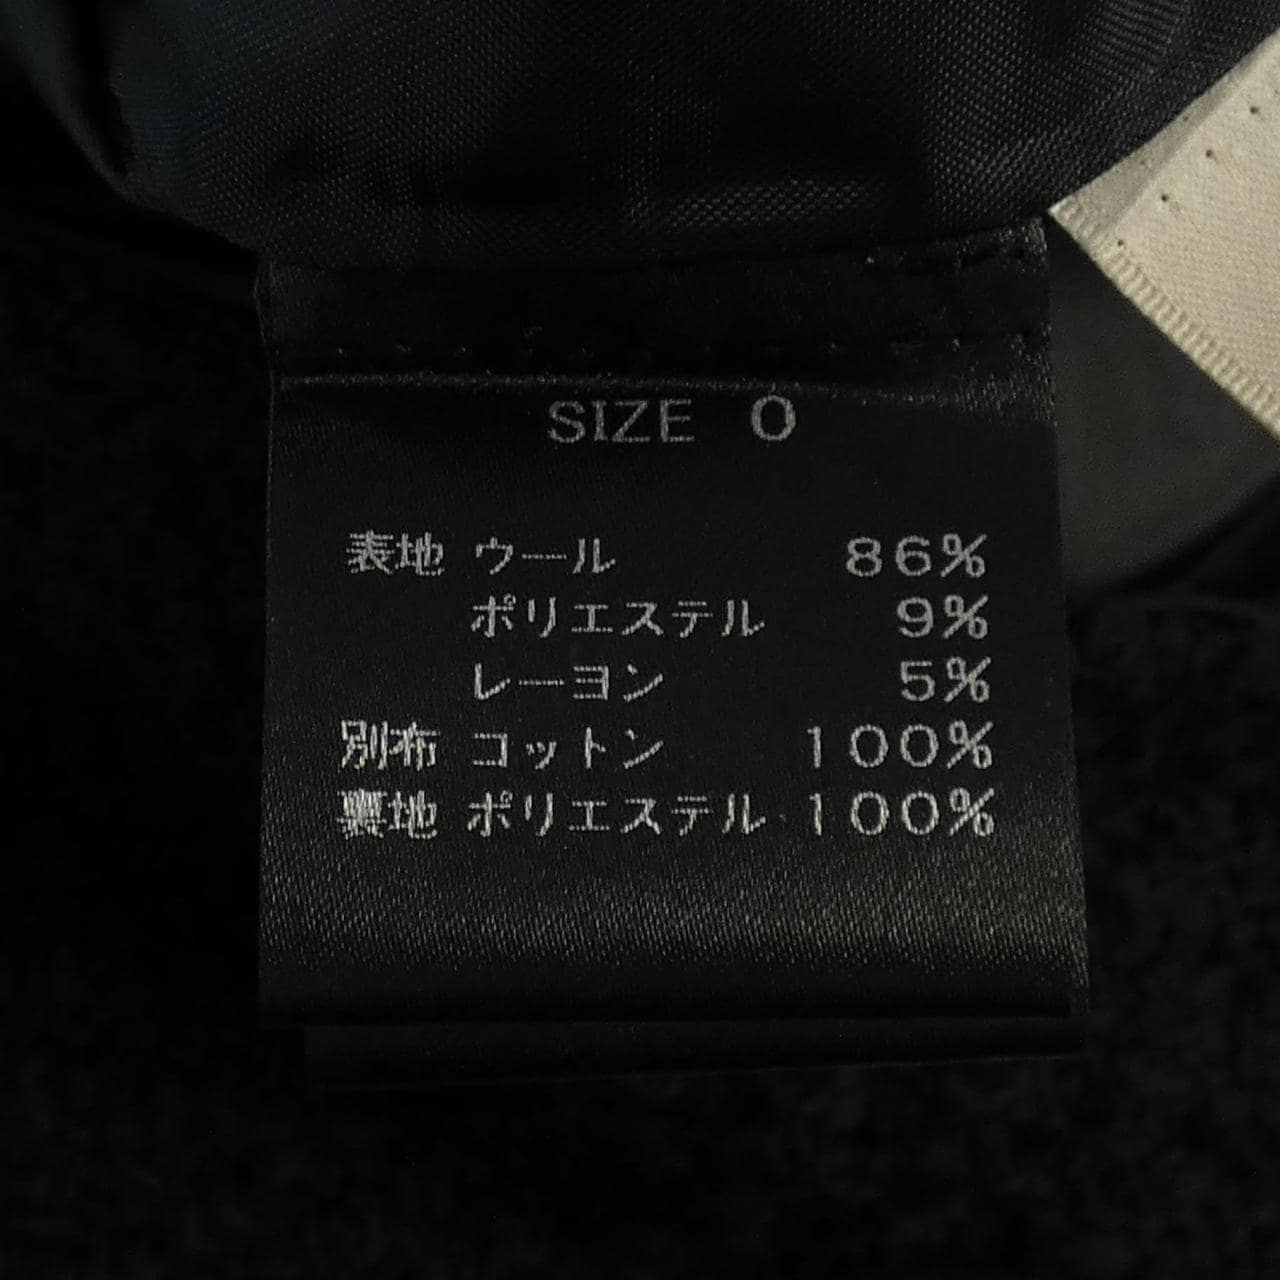 SIZE 0
表地 ウール 86%
ポリエステル 9%
レーヨン 5%
別布 コットン 100%
裏地 ポリエステル 100%